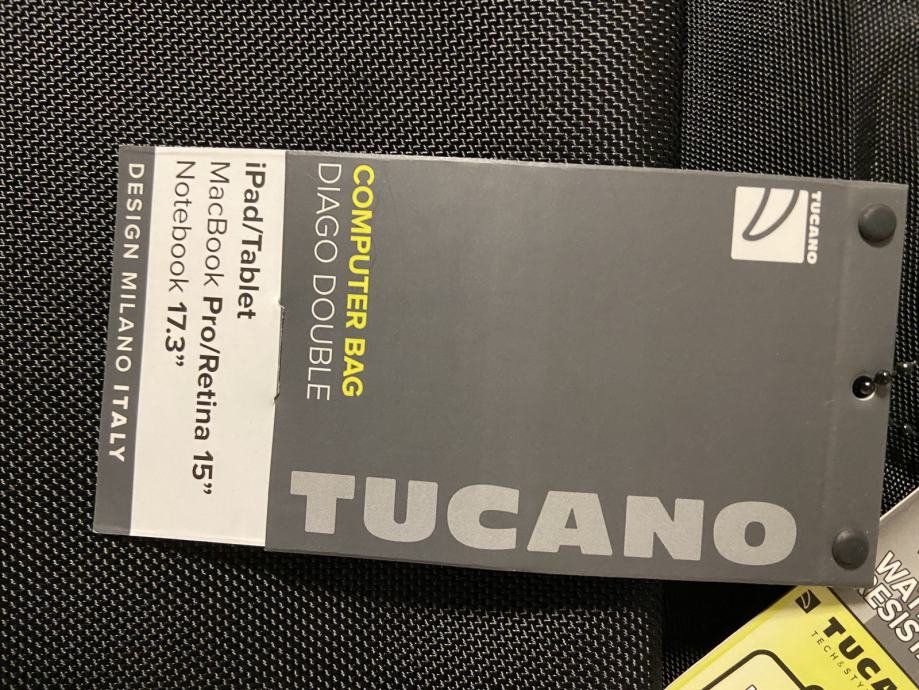 TUCANO
COMPUTER BAG
DIAGO DOUBLE
iPad/Tablet
MacBook Pro/Retina 15”
Notebook 17.3”
DESIGN MILANO ITALY
TUCANO